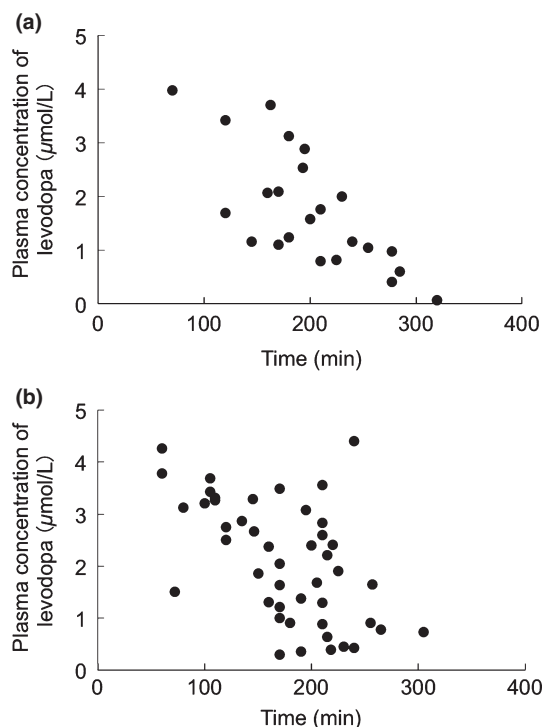 (a)
Plasma concentration of
levodopa (µmol/L)
5
4
3
2
1
0
0 100 200 300 400
Time (min)
(b)
Plasma concentration of
levodopa (µmol/L)
5
4
3
2
1
0
0 100 200 300 400
Time (min)